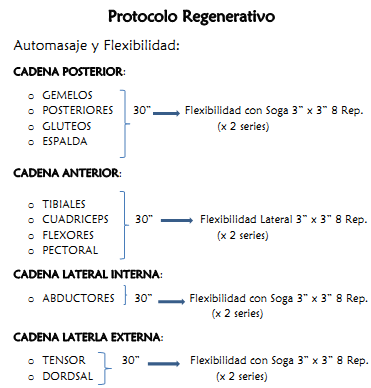 Protocolo Regenerativo
Automasaje y Flexibilidad:
CADENA POSTERIOR:
o GEMELOS
o POSTERIORES 30" Flexibilidad con Soga 3" x 3" 8 Rep.
o GLUTEOS (x 2 series)
o ESPALDA
CADENA ANTERIOR:
o TIBIALES
o CUADRICEPS 30" Flexibilidad Lateral 3" x 3" 8 Rep.
o FLEXORES (x 2 series)
o PECTORAL
CADENA LATERAL INTERNA:
o ABDUCTORES 30" Flexibilidad con Soga 3" x 3" 8 Rep.
(x 2 series)
CADENA LATERLA EXTERNA:
o TENSOR 30" Flexibilidad con Soga 3" x 3" 8 Rep.
o DORDSAL (x 2 series)